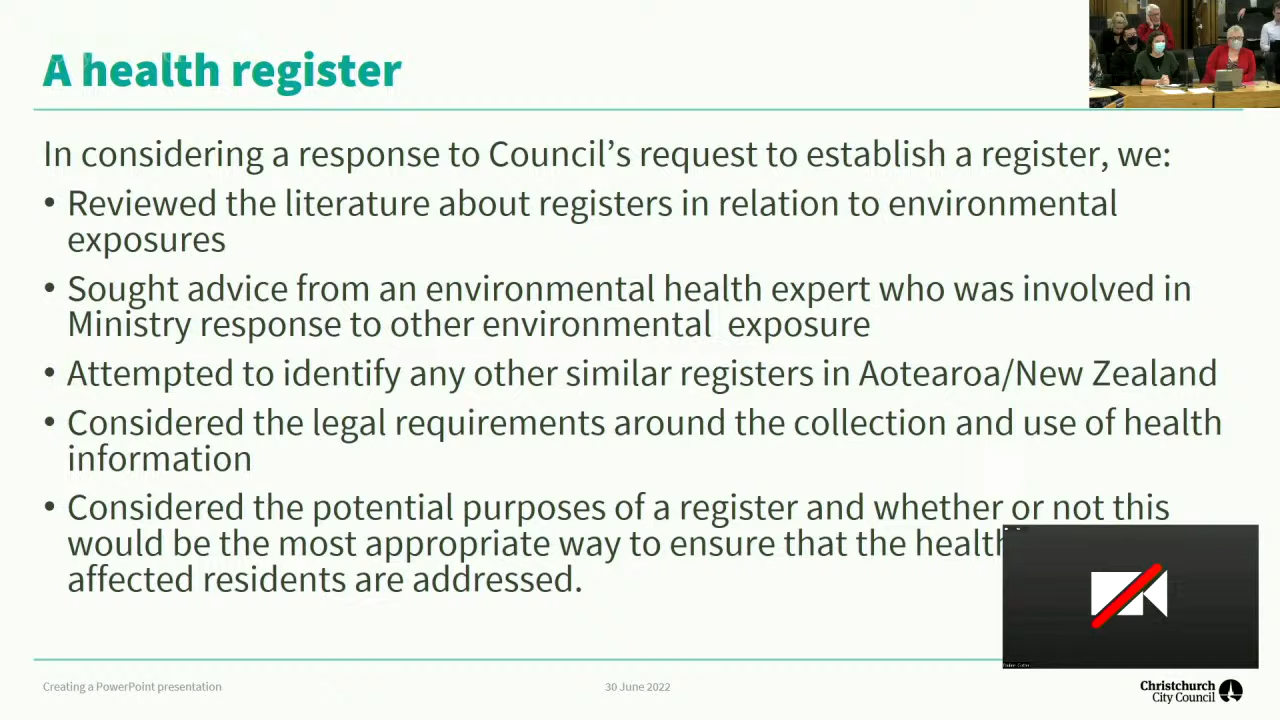 A health register
In considering a response to Council's request to establish a register, we:
• Reviewed the literature about registers in relation to environmental
exposures
• Sought advice from an environmental health expert who was involved in
Ministry response to other environmental exposure
• Attempted to identify any other similar registers in Aotearoa/New Zealand
• Considered the legal requirements around the collection and use of health
information
• Considered the potential purposes of a register and whether or not this
would be the most appropriate way to ensure that the health
affected residents are addressed.
Creating a PowerPoint presentation
30 June 2022
Christchurch
City Council